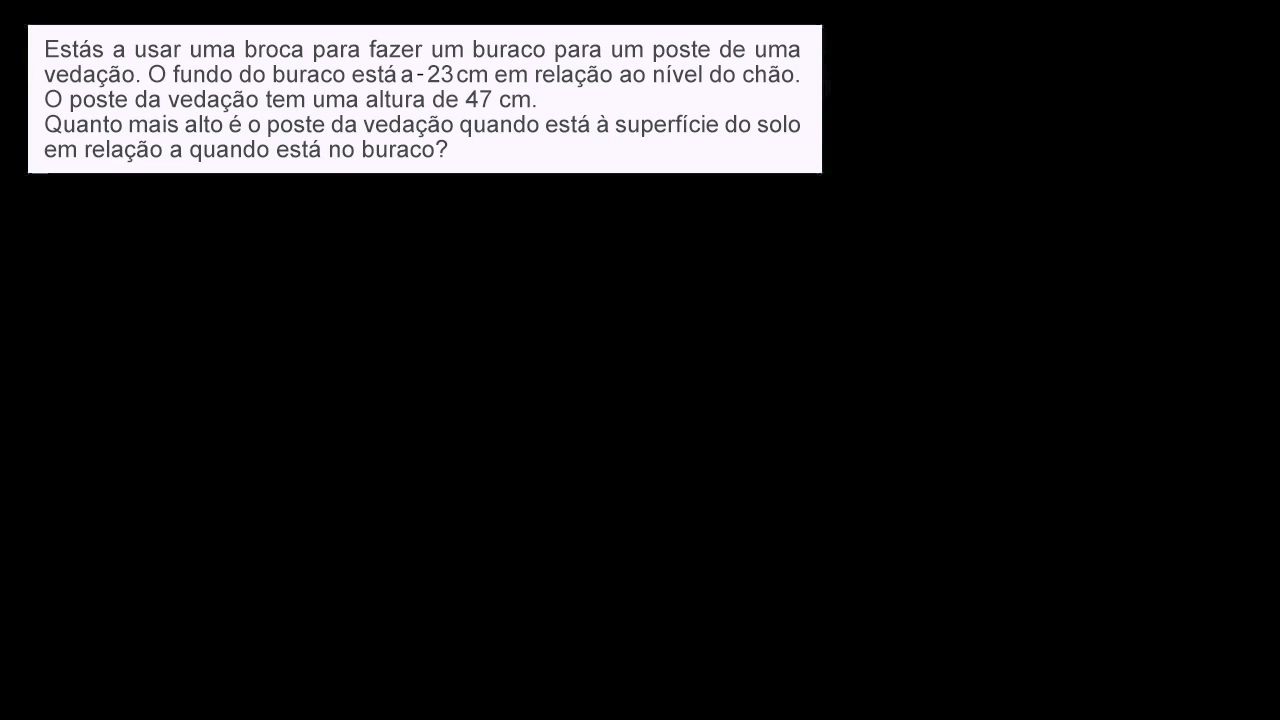 Estás a usar uma broca para fazer um buraco para um poste de uma
vedação. O fundo do buraco está a -23 cm em relação ao nível do chão.
O poste da vedação tem uma altura de 47 cm.
Quanto mais alto é o poste da vedação quando está à superfície do solo
em relação a quando está no buraco?